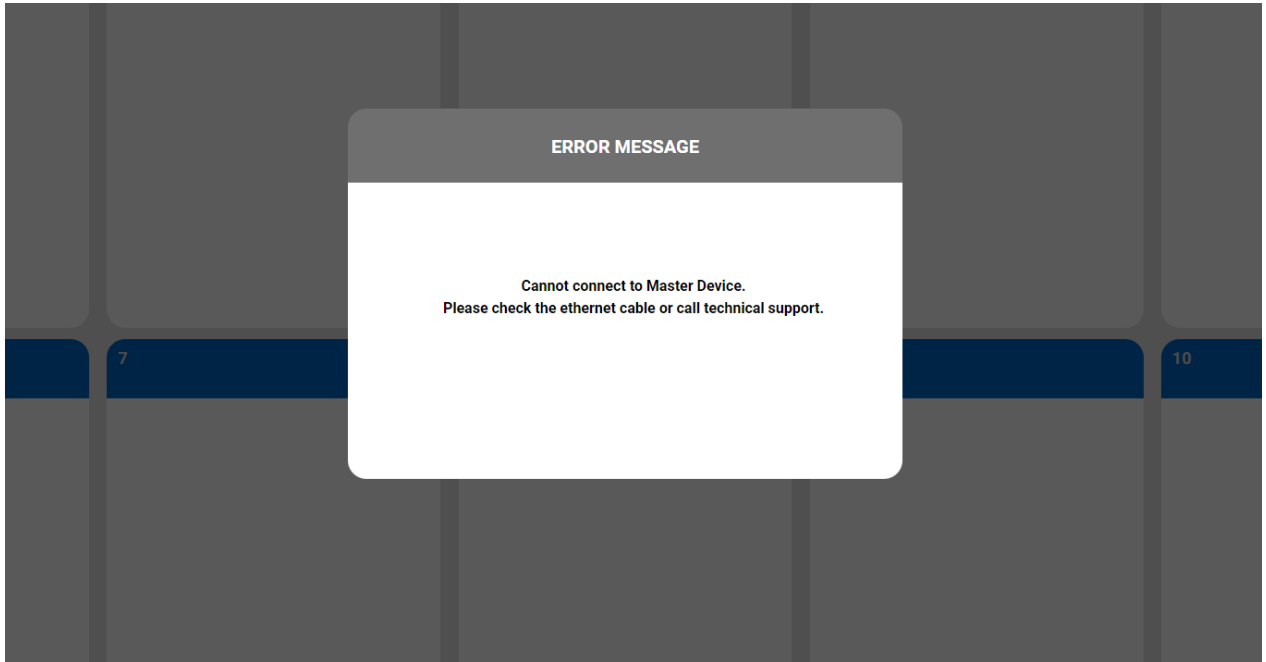 ERROR MESSAGE
Cannot connect to Master Device.
Please check the ethernet cable or call technical support.
7
10